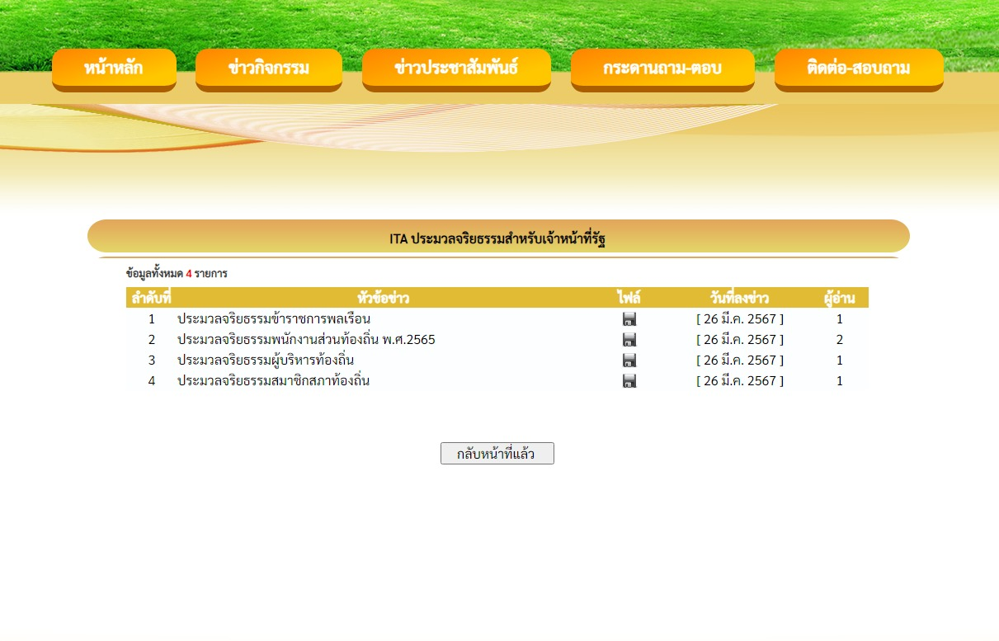 หน้าหลัก ข่าวกิจกรรม ข่าวประชาสัมพันธ์ กระดานถาม-ตอบ ติดต่อ-สอบถาม
ITA ประมวลจริยธรรมสำหรับเจ้าหน้าที่รัฐ
ข้อมูลทั้งหมด 4 รายการ
ลำดับที่ หัวข้อข่าว ไฟล์ วันที่ลงข่าว ผู้อ่าน
1 ประมวลจริยธรรมข้าราชการพลเรือน [ 26 มี.ค. 2567 ] 1
2 ประมวลจริยธรรมพนักงานส่วนท้องถิ่น พ.ศ.2565 [ 26 มี.ค. 2567 ] 2
3 ประมวลจริยธรรมผู้บริหารท้องถิ่น [ 26 มี.ค. 2567 ] 1
4 ประมวลจริยธรรมสมาชิกสภาท้องถิ่น [ 26 มี.ค. 2567 ] 1
กลับหน้าที่แล้ว